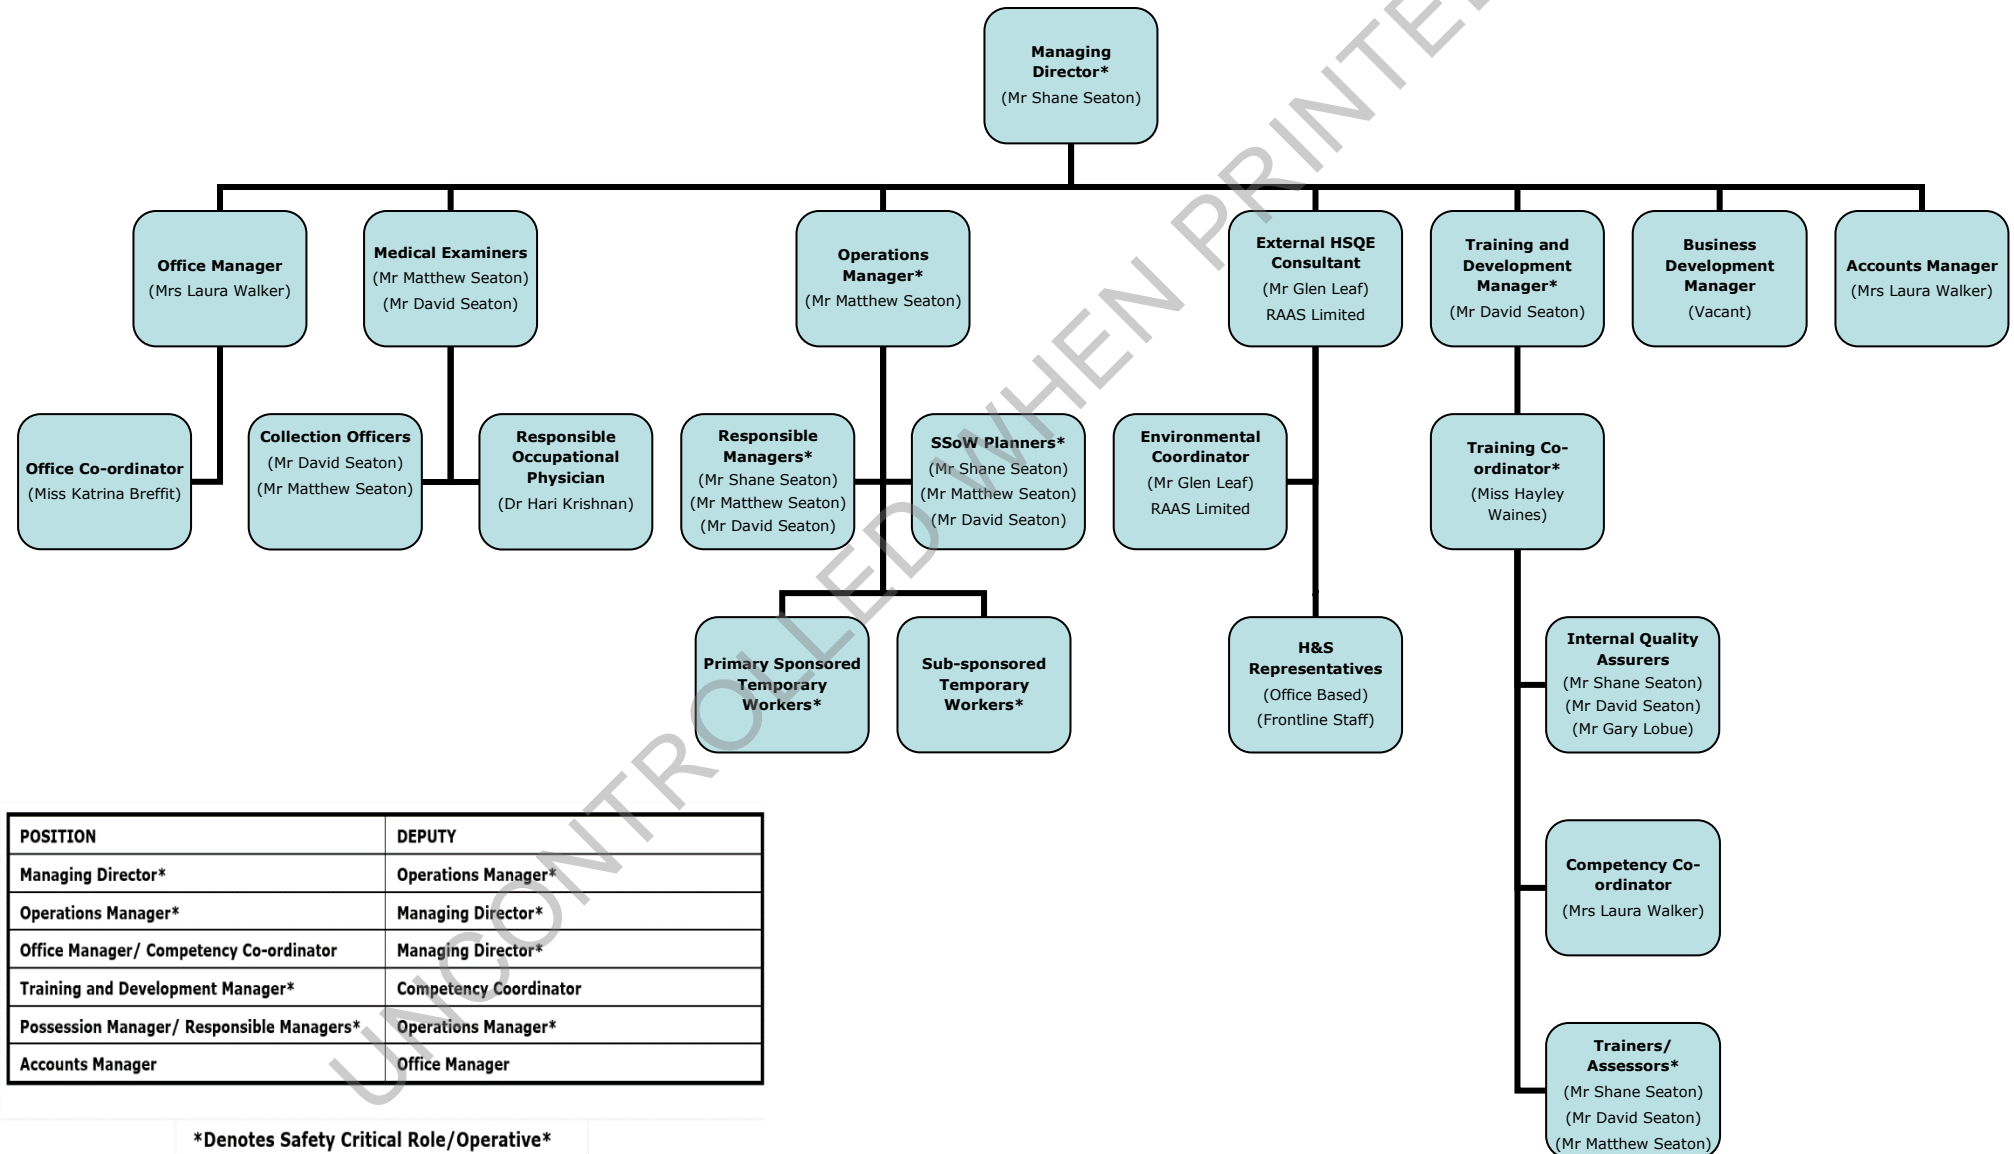 Managing
Director*
(Mr Shane Seaton)
Office Manager
(Mrs Laura Walker)
Medical Examiners
(Mr Matthew Seaton)
(Mr David Seaton)
Operations
Manager*
(Mr Matthew Seaton)
External HSQE
Consultant
(Mr Glen Leaf)
RAAS Limited
Training and
Development
Manager*
(Mr David Seaton)
Business
Development
Manager
(Vacant)
Accounts Manager
(Mrs Laura Walker)
Office Co-ordinator
(Miss Katrina Breffit)
Collection Officers
(Mr David Seaton)
(Mr Matthew Seaton)
Responsible
Occupational
Physician
(Dr Hari Krishnan)
Responsible
Managers*
(Mr Shane Seaton)
(Mr Matthew Seaton)
(Mr David Seaton)
SSoW Planners*
(Mr Shane Seaton)
(Mr Matthew Seaton)
(Mr David Seaton)
Environmental
Coordinator
(Mr Glen Leaf)
RAAS Limited
Training Co-
ordinator*
(Miss Hayley
Waines)
Primary Sponsored
Temporary
Workers*
Sub-sponsored
Temporary
Workers*
H&S
Representatives
(Office Based)
(Frontline Staff)
Internal Quality
Assurers
(Mr Shane Seaton)
(Mr David Seaton)
(Mr Gary Lobue)
Competency Co-
ordinator
(Mrs Laura Walker)
Trainers/
Assessors*
(Mr Shane Seaton)
(Mr David Seaton)
(Mr Matthew Seaton)
POSITION DEPUTY
Managing Director* Operations Manager*
Operations Manager* Managing Director*
Office Manager/ Competency Co-ordinator Managing Director*
Training and Development Manager* Competency Coordinator
Possession Manager/ Responsible Managers* Operations Manager*
Accounts Manager Office Manager
*Denotes Safety Critical Role/Operative*
UNCONTROLLED WHEN PRINTED